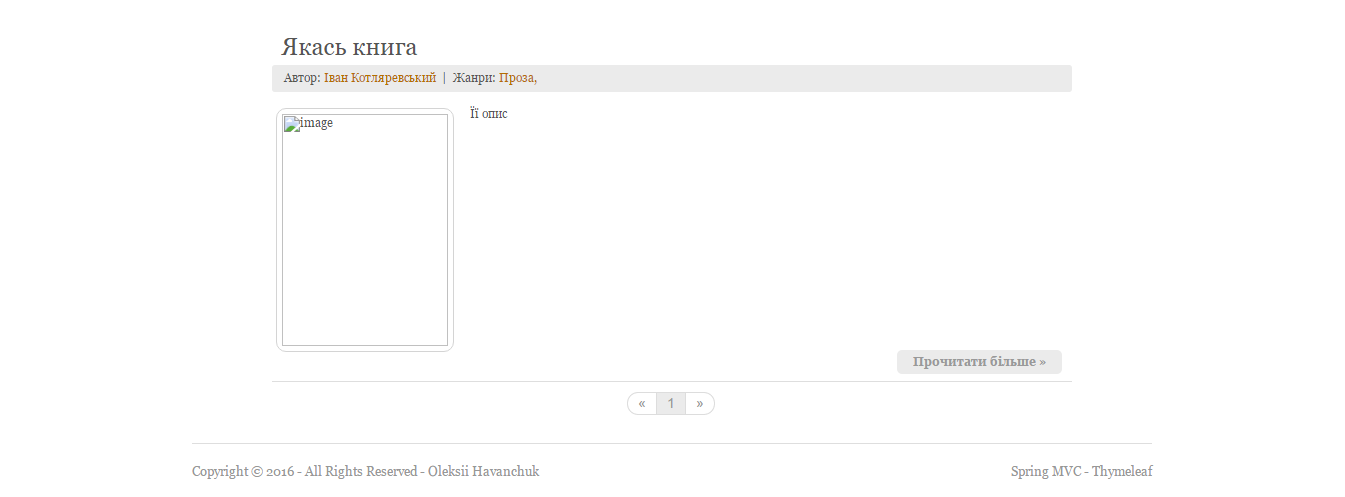 Якась книга
Автор: Іван Котляревський | Жанри: Проза,
image
Її опис
Прочитати більше »
« 1 »
Copyright © 2016 - All Rights Reserved - Oleksii Havanchuk
Spring MVC - Thymeleaf